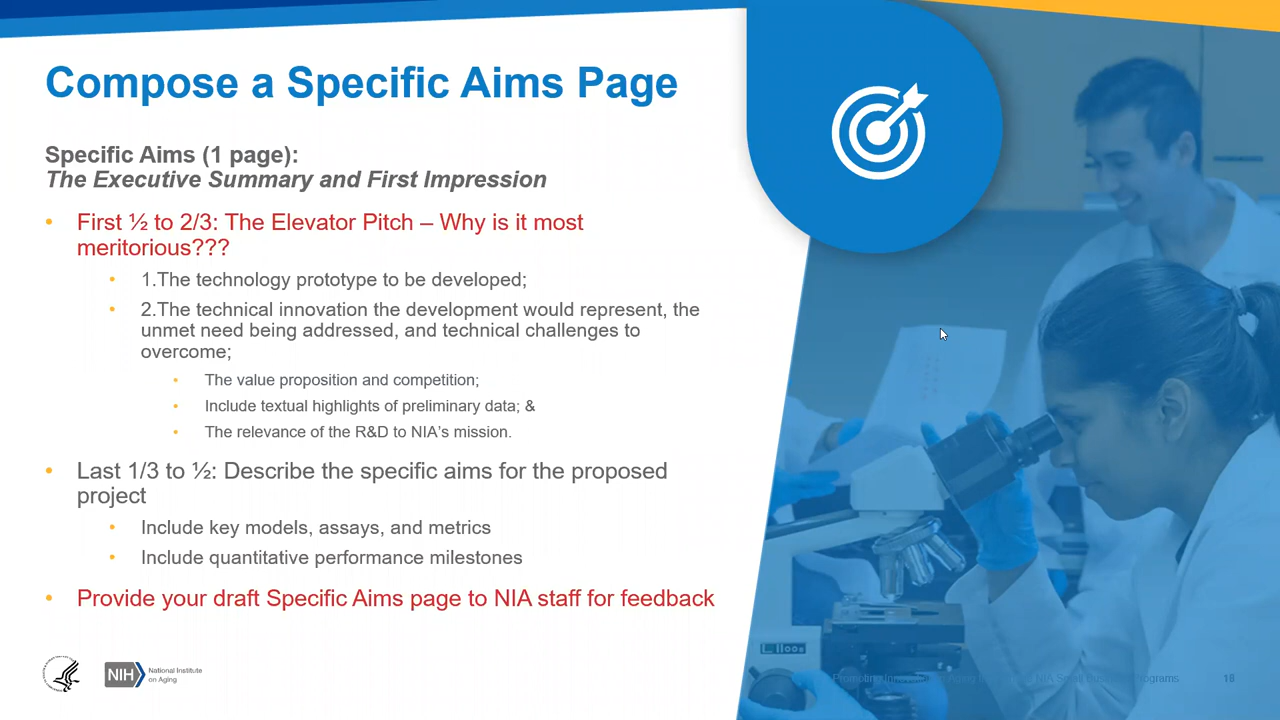 Compose a Specific Aims Page
Specific Aims (1 page):
The Executive Summary and First Impression
• First ½ to 2/3: The Elevator Pitch – Why is it most
meritorious???
• 1.The technology prototype to be developed;
• 2.The technical innovation the development would represent, the
unmet need being addressed, and technical challenges to
overcome;
• The value proposition and competition;
• Include textual highlights of preliminary data; &
• The relevance of the R&D to NIA's mission.
• Last 1/3 to ½: Describe the specific aims for the proposed
project
• Include key models, assays, and metrics
• Include quantitative performance milestones
• Provide your draft Specific Aims page to NIA staff for feedback
NIH
National Institute
on Aging